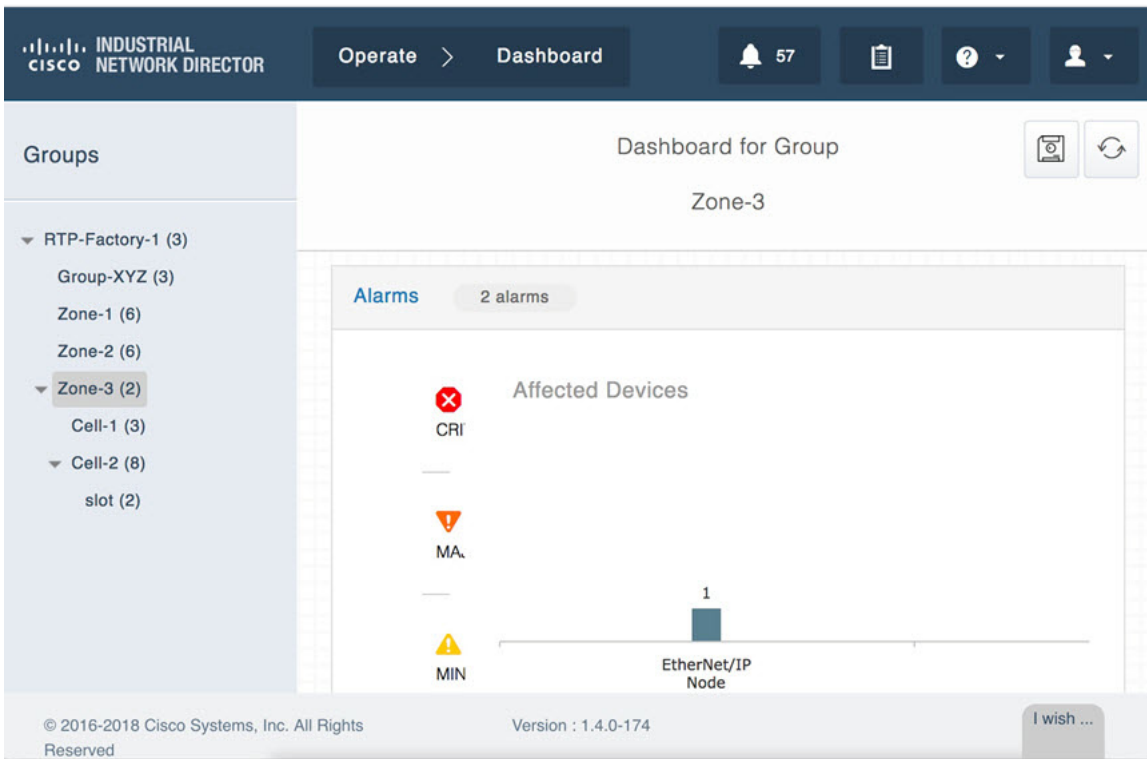 INDUSTRIAL
CISCO NETWORK DIRECTOR
Operate > Dashboard
57
?
Groups
Dashboard for Group
Zone-3
RTP-Factory-1 (3)
Group-XYZ (3)
Zone-1 (6)
Zone-2 (6)
Zone-3 (2)
Cell-1 (3)
Cell-2 (8)
slot (2)
Alarms
2 alarms
Affected Devices
CRI
MA
MIN
1
EtherNet/IP
Node
© 2016-2018 Cisco Systems, Inc. All Rights
Reserved
Version : 1.4.0-174
I wish ...